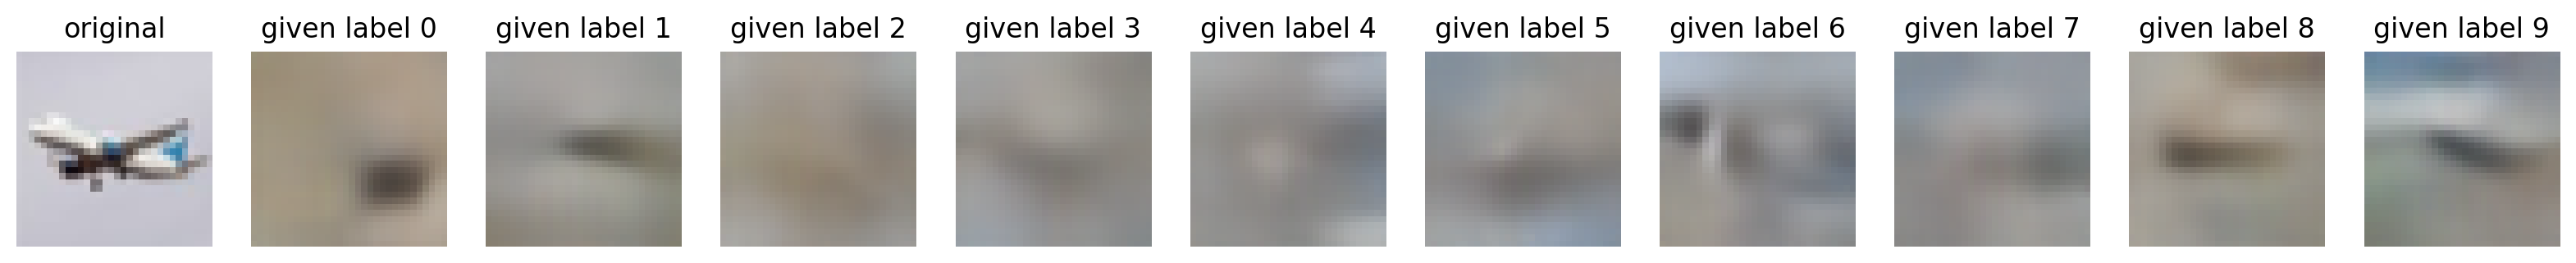 original
given label 0
given label 1
given label 2
given label 3
given label 4
given label 5
given label 6
given label 7
given label 8
given label 9